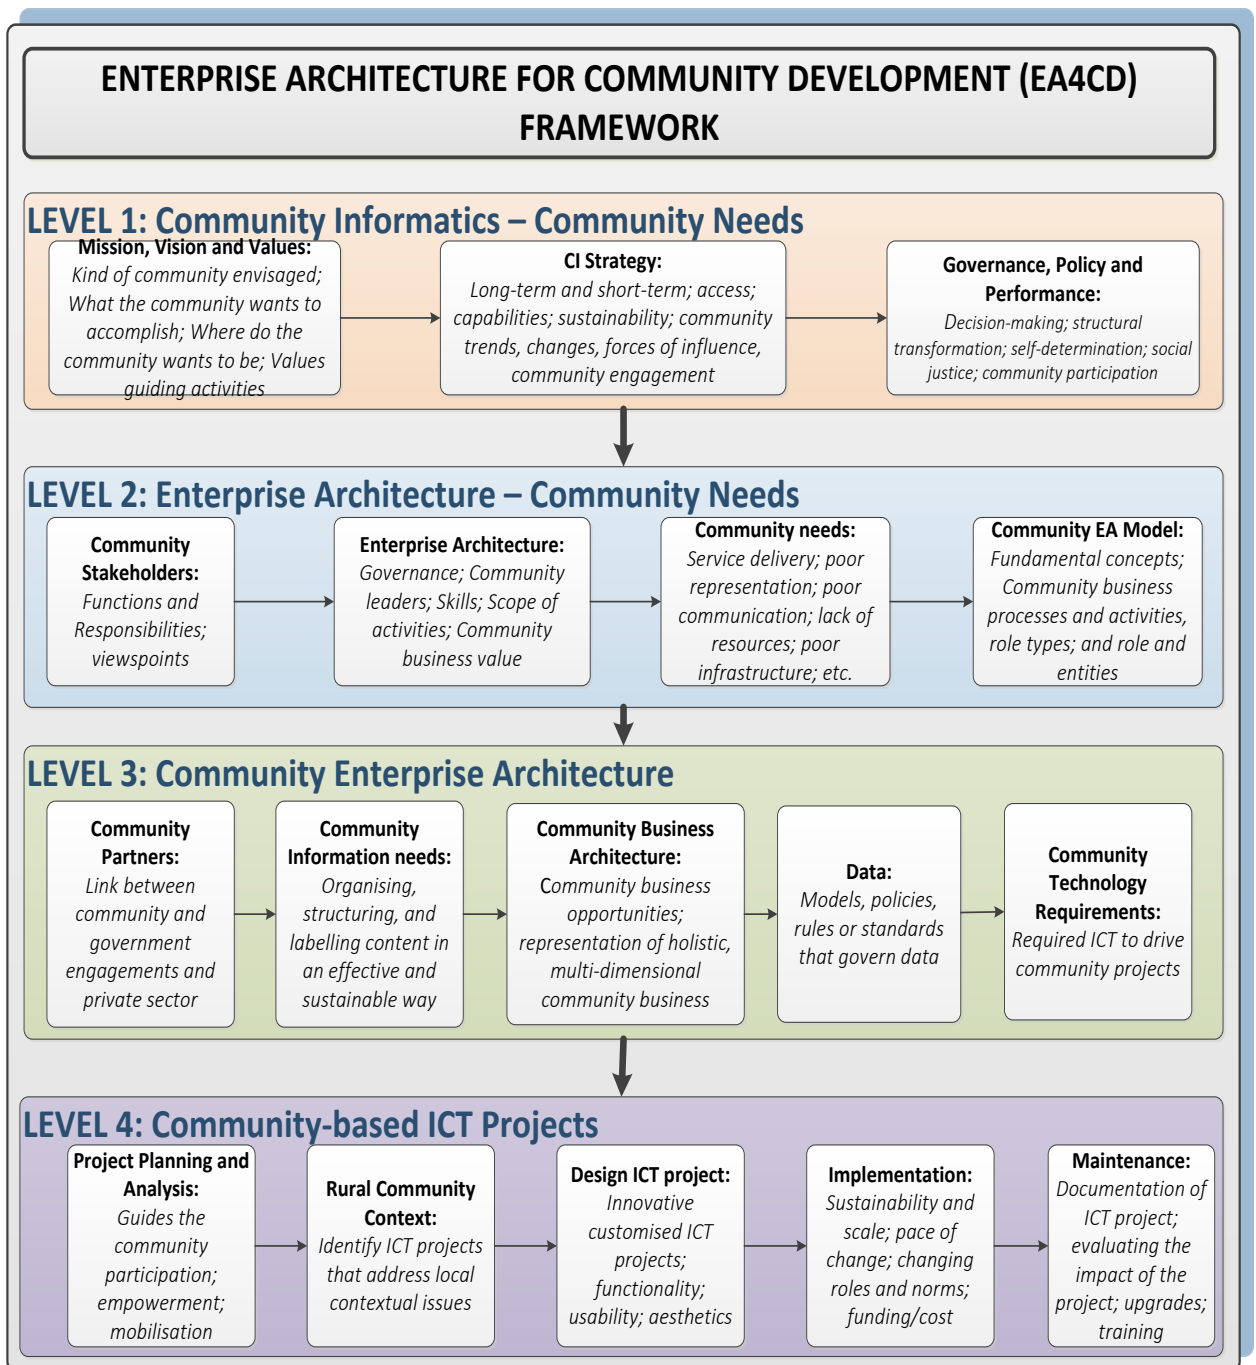 ENTERPRISE ARCHITECTURE FOR COMMUNITY DEVELOPMENT (EA4CD)
FRAMEWORK
LEVEL 1: Community Informatics – Community Needs
Mission, Vision and Values:
Kind of community envisaged;
What the community wants to
accomplish; Where do the
community wants to be; Values
guiding activities
CI Strategy:
Long-term and short-term; access;
capabilities; sustainability; community
trends, changes, forces of influence,
community engagement
Governance, Policy and
Performance:
Decision-making; structural
transformation; self-determination; social
justice; community participation
LEVEL 2: Enterprise Architecture – Community Needs
Community
Stakeholders:
Functions and
Responsibilities;
viewpoints
Enterprise Architecture:
Governance; Community
leaders; Skills; Scope of
activities; Community
business value
Community needs:
Service delivery; poor
representation; poor
communication; lack of
resources; poor
infrastructure; etc.
Community EA Model:
Fundamental concepts;
Community business
processes and activities,
role types; and role and
entities
LEVEL 3: Community Enterprise Architecture
Community
Partners:
Link between
community and
government
engagements and
private sector
Community
Information needs:
Organising,
structuring, and
labelling content in
an effective and
sustainable way
Community Business
Architecture:
Community business
opportunities;
representation of holistic,
multi-dimensional
community business
Data:
Models, policies,
rules or standards
that govern data
Community
Technology
Requirements:
Required ICT to drive
community projects
LEVEL 4: Community-based ICT Projects
Project Planning and
Analysis:
Guides the
community
participation;
empowerment;
mobilisation
Rural Community
Context:
Identify ICT projects
that address local
contextual issues
Design ICT project:
Innovative
customised ICT
projects;
functionality;
usability; aesthetics
Implementation:
Sustainability and
scale; pace of
change; changing
roles and norms;
funding/cost
Maintenance:
Documentation of
ICT project;
evaluating the
impact of the
project; upgrades;
training